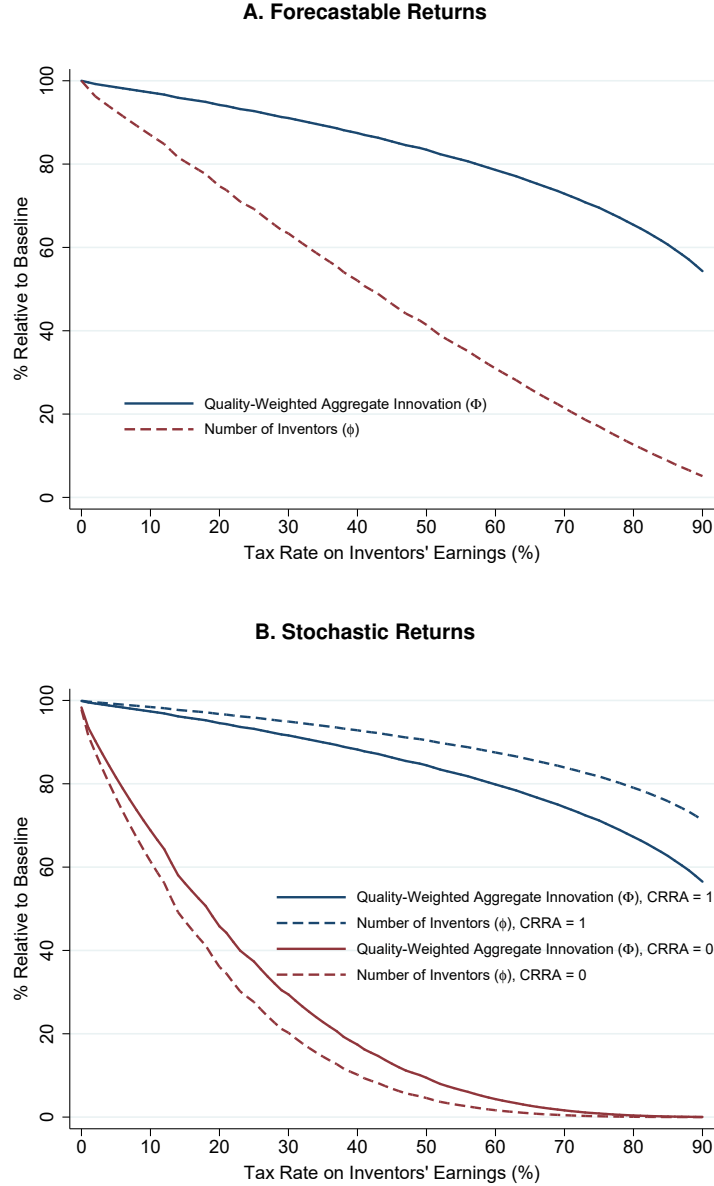 A. Forecastable Returns
% Relative to Baseline
100
80
60
40
20
0
Quality-Weighted Aggregate Innovation (Φ)
Number of Inventors (ϕ)
0 10 20 30 40 50 60 70 80 90
Tax Rate on Inventors' Earnings (%)
B. Stochastic Returns
% Relative to Baseline
100
80
60
40
20
0
Quality-Weighted Aggregate Innovation (Φ), CRRA = 1
Number of Inventors (ϕ), CRRA = 1
Quality-Weighted Aggregate Innovation (Φ), CRRA = 0
Number of Inventors (ϕ), CRRA = 0
0 10 20 30 40 50 60 70 80 90
Tax Rate on Inventors' Earnings (%)